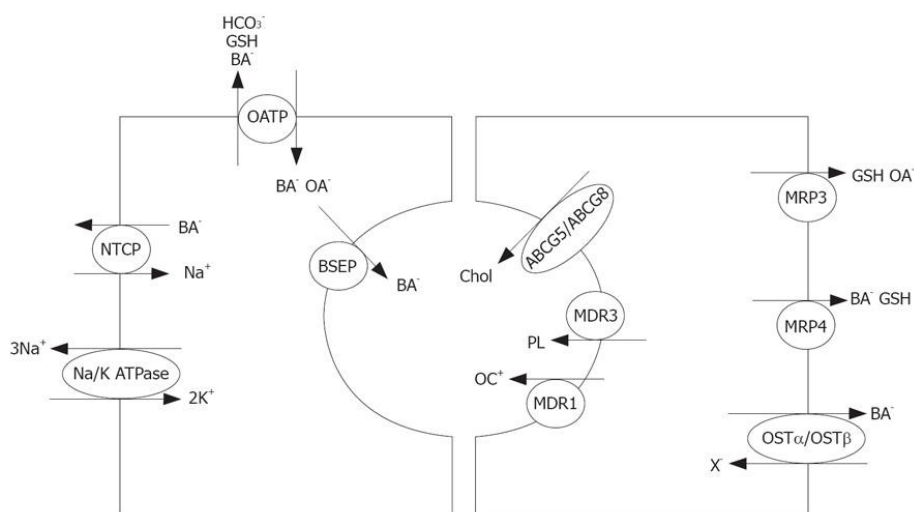 HCO₃⁻
GSH
BA⁻
OATP
BA⁻ OA⁻
BA⁻
NTCP
Na⁺
BSEP
BA⁻
3Na⁺
Na/K ATPase
2K⁺
ABCG5/ABCG8
Chol
MDR3
PL
OC⁺
MDR1
GSH OA⁻
MRP3
BA⁻ GSH
MRP4
BA⁻
OSTα/OSTβ
X⁻